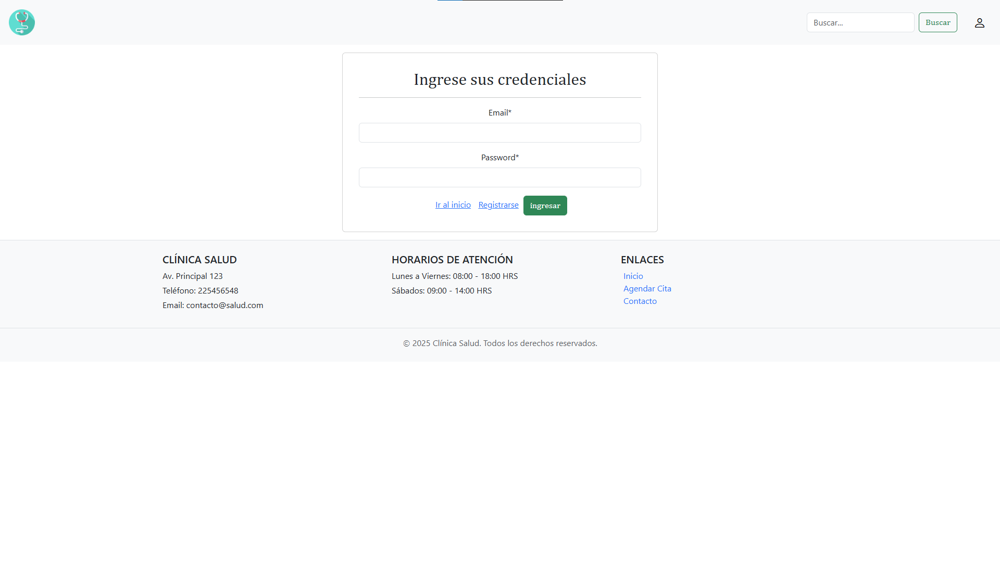 Buscar...
Buscar
Ingrese sus credenciales
Email*
Password*
Ir al inicio Registrarse ingresar
CLÍNICA SALUD
Av. Principal 123
Teléfono: 225456548
Email: contacto@salud.com
HORARIOS DE ATENCIÓN
Lunes a Viernes: 08:00 - 18:00 HRS
Sábados: 09:00 - 14:00 HRS
ENLACES
Inicio
Agendar Cita
Contacto
© 2025 Clínica Salud. Todos los derechos reservados.